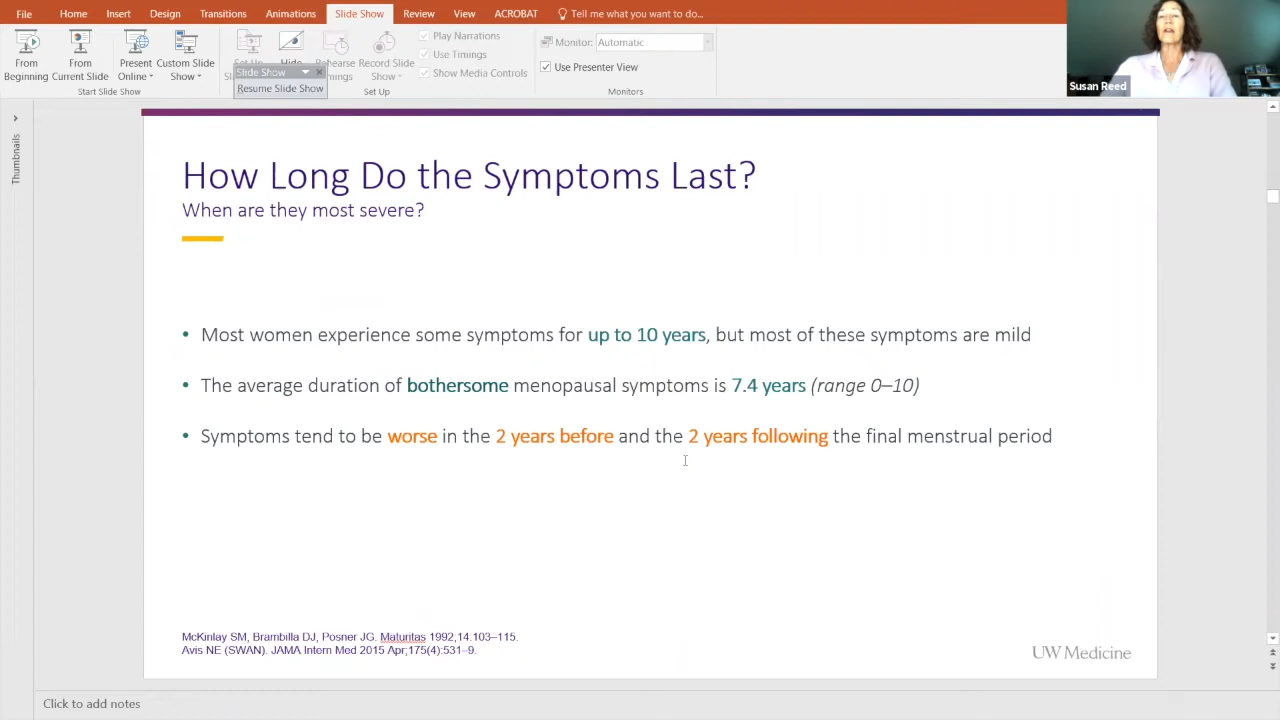 File Home Insert Design Transitions Animations Slide Show Review View ACROBAT Tell me what you want to do...
From Beginning
From Current Slide
Present Online
Custom Slide Show
Hide
Record Slide Show
Play Narrations
Use Timings
Show Media Controls
Monitor: Automatic
Use Presenter View
Slide Show
Resume Slide Show
Start Slide Show
Set Up
Monitors
Susan Reed
Thumbnails
How Long Do the Symptoms Last?
When are they most severe?
• Most women experience some symptoms for up to 10 years, but most of these symptoms are mild
• The average duration of bothersome menopausal symptoms is 7.4 years (range 0–10)
• Symptoms tend to be worse in the 2 years before and the 2 years following the final menstrual period
McKinlay SM, Brambilla DJ, Posner JG. Maturitas 1992;14.103–115.
Avis NE (SWAN). JAMA Intern Med 2015 Apr;175(4):531–9.
UW Medicine
Click to add notes